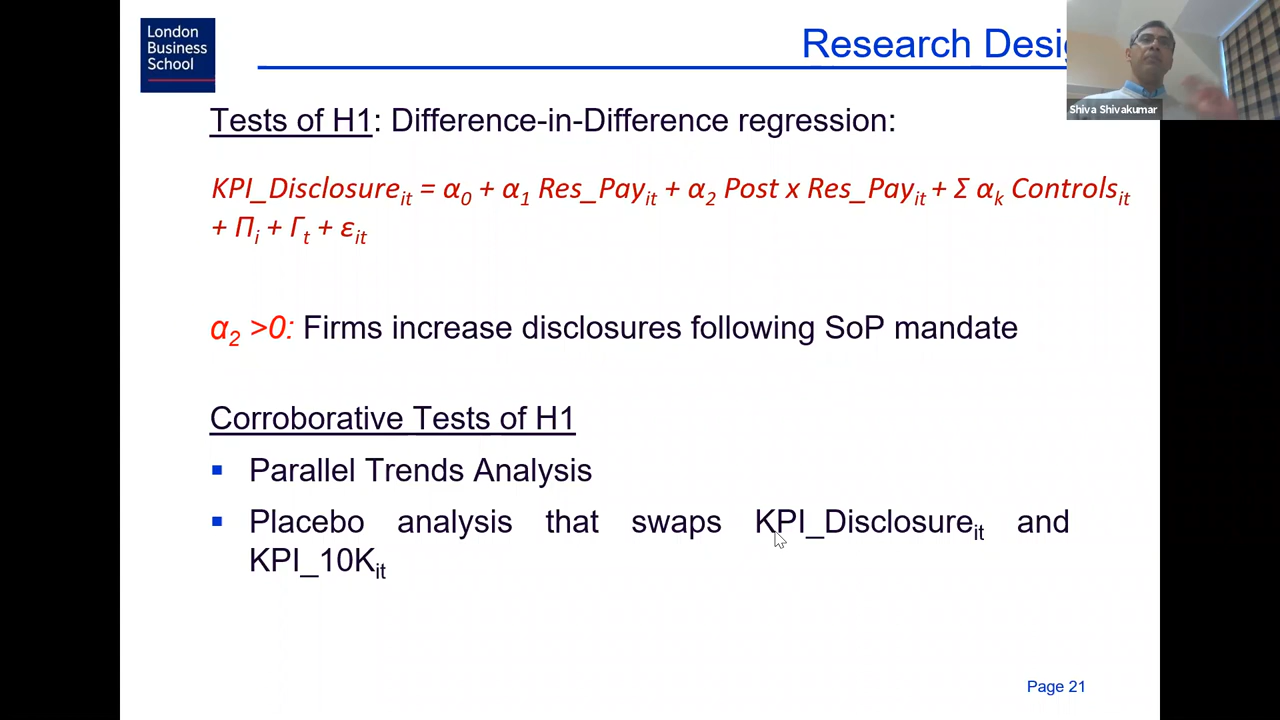 London
Business
School
Research Desi
Shiva Shivakumar
Tests of H1: Difference-in-Difference regression:
KPI_Disclosureit = α0 + α1 Res_Payit + α2 Post x Res_Payit + Σ αk Controlsit
+ Πi + Γt + εit
α2 >0: Firms increase disclosures following SoP mandate
Corroborative Tests of H1
▪ Parallel Trends Analysis
▪ Placebo analysis that swaps KPI_Disclosureit and
KPI_10Kit
Page 21